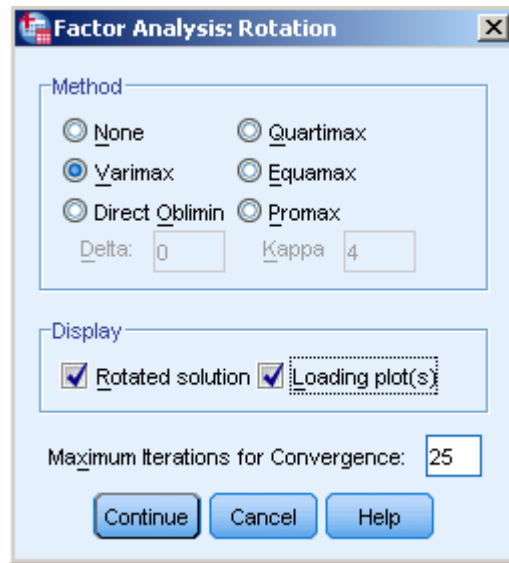 Factor Analysis: Rotation
Method
None
Quartimax
Varimax
Equamax
Direct Oblimin
Promax
Delta: 0
Kappa 4
Display
Rotated solution
Loading plot(s)
Maximum Iterations for Convergence: 25
Continue
Cancel
Help